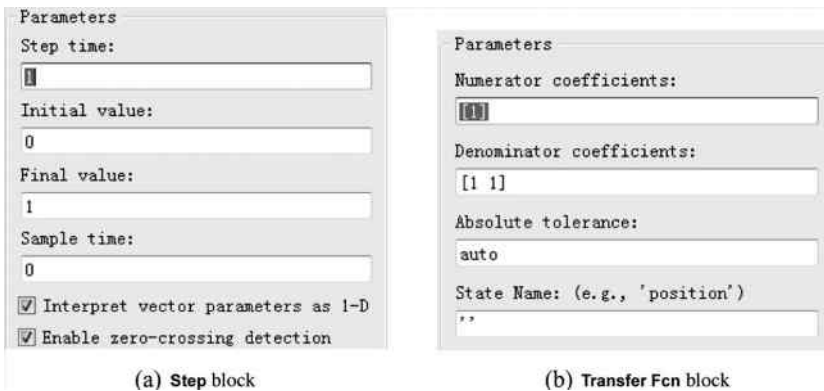 Parameters
Step time:
1
Initial value:
0
Final value:
1
Sample time:
0
Interpret vector parameters as 1-D
Enable zero-crossing detection
(a) Step block
Parameters
Numerator coefficients:
[1]
Denominator coefficients:
[1 1]
Absolute tolerance:
auto
State Name: (e.g., 'position')
''
(b) Transfer Fcn block